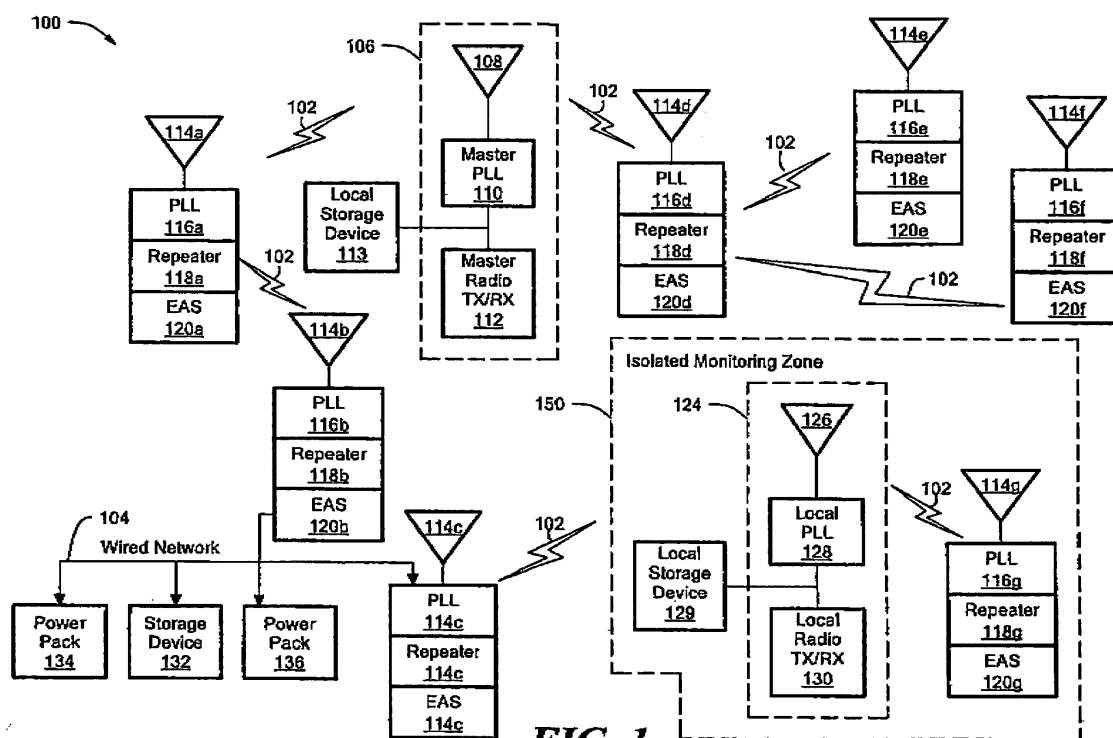 100
106
108
Master
PLL
110
Local
Storage
Device
113
Master
Radio
TX/RX
112
102
102
114a
PLL
116a
Repeater
118a
EAS
120a
102
114b
PLL
116b
Repeater
118b
EAS
120b
114d
PLL
116d
Repeater
118d
EAS
120d
102
114e
PLL
116e
Repeater
118e
EAS
120e
102
114f
PLL
116f
Repeater
118f
EAS
120f
104
Wired Network
Power
Pack
134
Storage
Device
132
Power
Pack
136
114c
PLL
114c
Repeater
114c
EAS
114c
102
150
Isolated Monitoring Zone
124
126
Local
PLL
128
Local
Storage
Device
129
Local
Radio
TX/RX
130
102
114g
PLL
116g
Repeater
118g
EAS
120g
FIG. 1